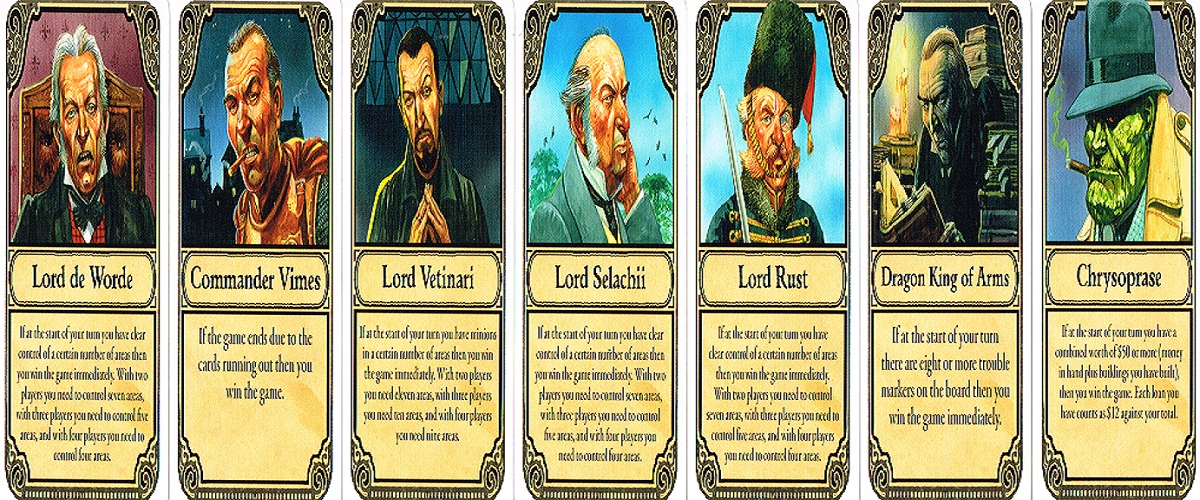 Lord de Worde
If at the start of your turn you have clear
control of a certain number of areas then
you win the game immediately. With two
players you need to control seven areas,
with three players you need to control five
areas, and with four players you need to
control four areas.
Commander Vimes
If the game ends due to the
cards running out then you
win the game.
Lord Vetinari
If at the start of your turn you have minions
in a certain number of areas then you win
the game immediately. With two players
you need eleven areas, with three players
you need ten areas, and with four players
you need nine areas.
Lord Selachii
If at the start of your turn you have clear
control of a certain number of areas then
you win the game immediately. With two
players you need to control seven areas,
with three players you need to control
five areas, and with four players you
need to control four areas.
Lord Rust
If at the start of your turn you have
clear control of a certain number of areas
then you win the game immediately.
With two players you need to control
seven areas, with three players you need to
control five areas, and with four players
you need to control four areas.
Dragon King of Arms
If at the start of your turn
there are eight or more trouble
markers on the board then you
win the game immediately.
Chrysoprase
If at the start of your turn you have a
combined worth of $50 or more (money
in hand plus buildings you have built),
then you win the game. Each loan you
have counts as $12 against your total.